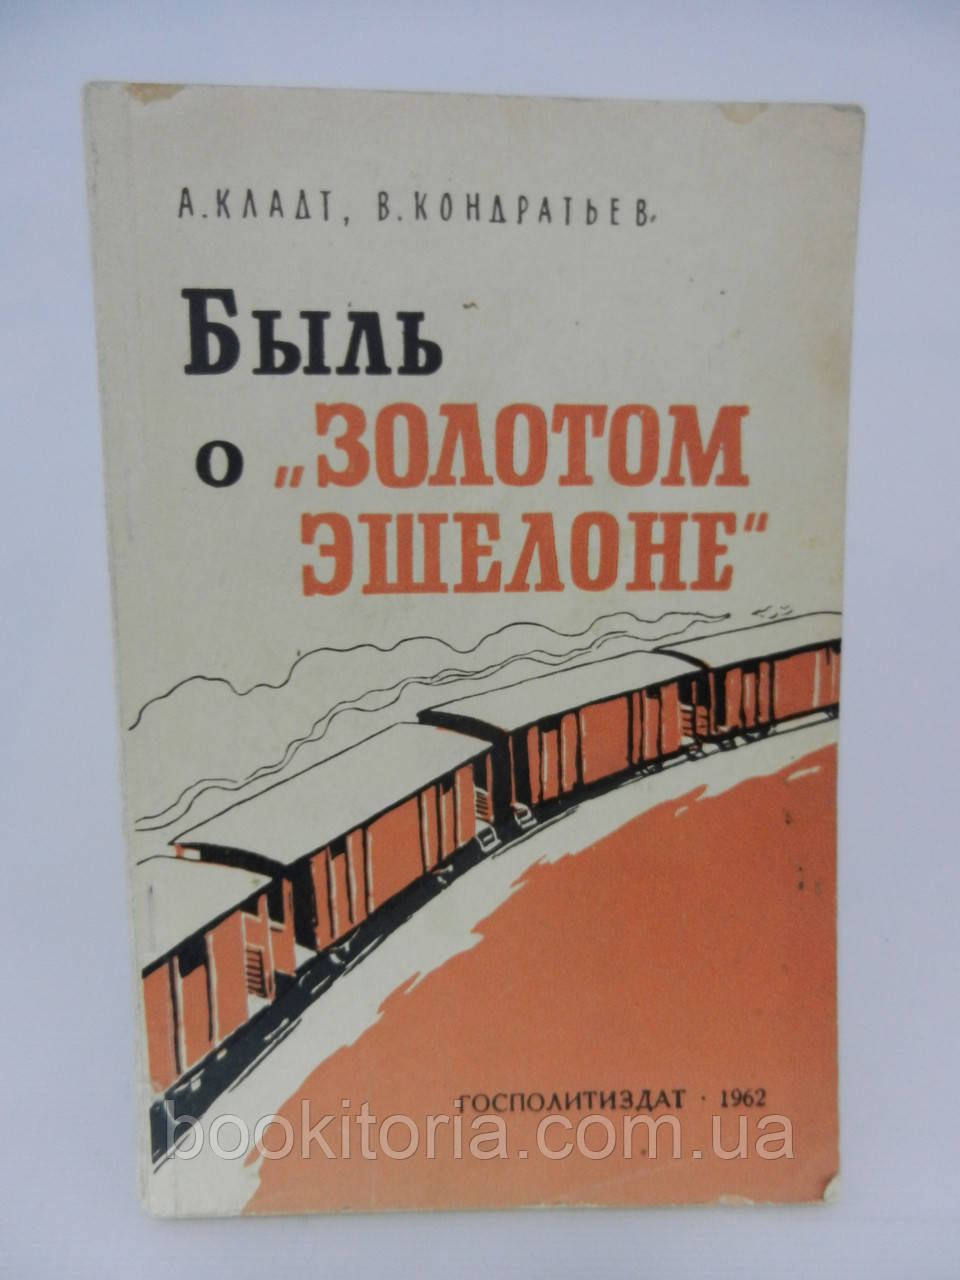 А. КЛАДТ, В. КОНДРАТЬЕВ
БЫЛЬ
О „ЗОЛОТОМ
ЭШЕЛОНЕ“
ГОСПОЛИТИЗДАТ · 1962
bookitoria.com.ua